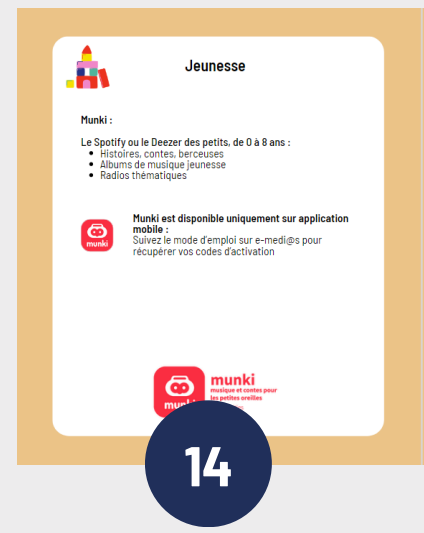 Jeunesse
Munki :
Le Spotify ou le Deezer des petits, de 0 à 8 ans :
• Histoires, contes, berceuses
• Albums de musique jeunesse
• Radios thématiques
munki
Munki est disponible uniquement sur application
mobile :
Suivez le mode d'emploi sur e-medi@s pour
récupérer vos codes d'activation
munki
musique et contes pour
les petites oreilles
14